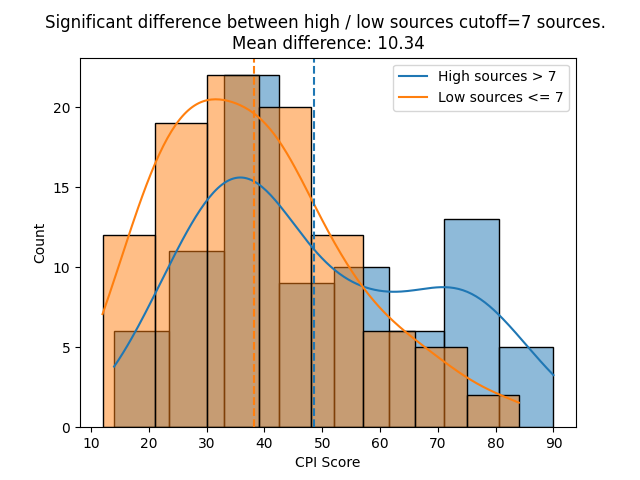 Significant difference between high / low sources cutoff=7 sources.
Mean difference: 10.34
High sources > 7
Low sources <= 7
20
15
10
5
0
Count
10 20 30 40 50 60 70 80 90
CPI Score